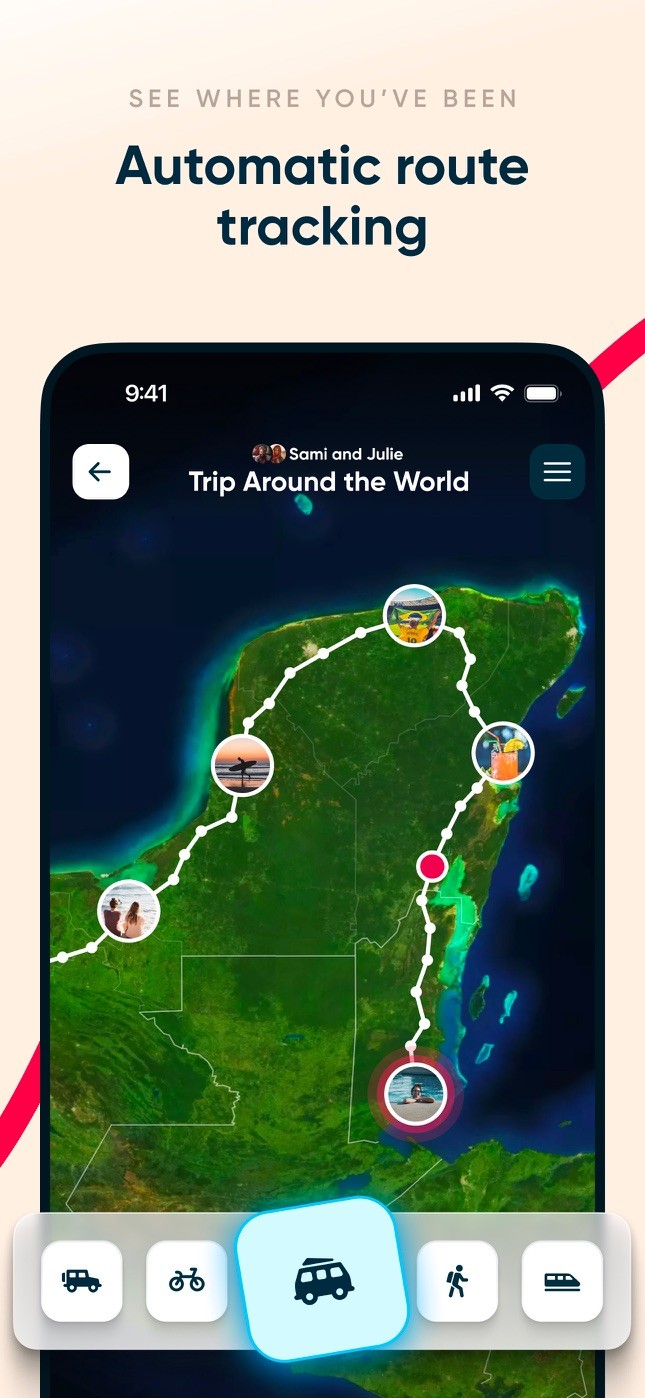 SEE WHERE YOU’VE BEEN
Automatic route
tracking
9:41
Sami and Julie
Trip Around the World